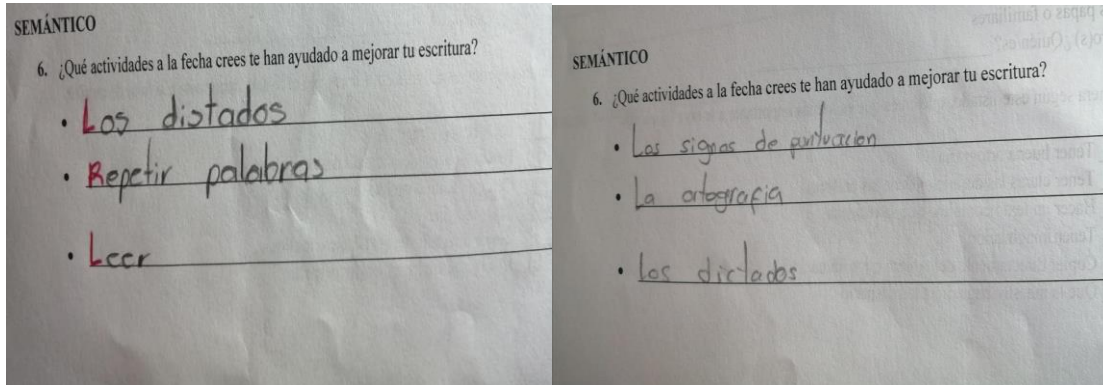 SEMÁNTICO
6. ¿Qué actividades a la fecha crees te han ayudado a mejorar tu escritura?
• Los distados
• Repetir palabras
• Leer
SEMÁNTICO
6. ¿Qué actividades a la fecha crees te han ayudado a mejorar tu escritura?
• Los signos de puntuacion
• La ortografia
• Los dictados